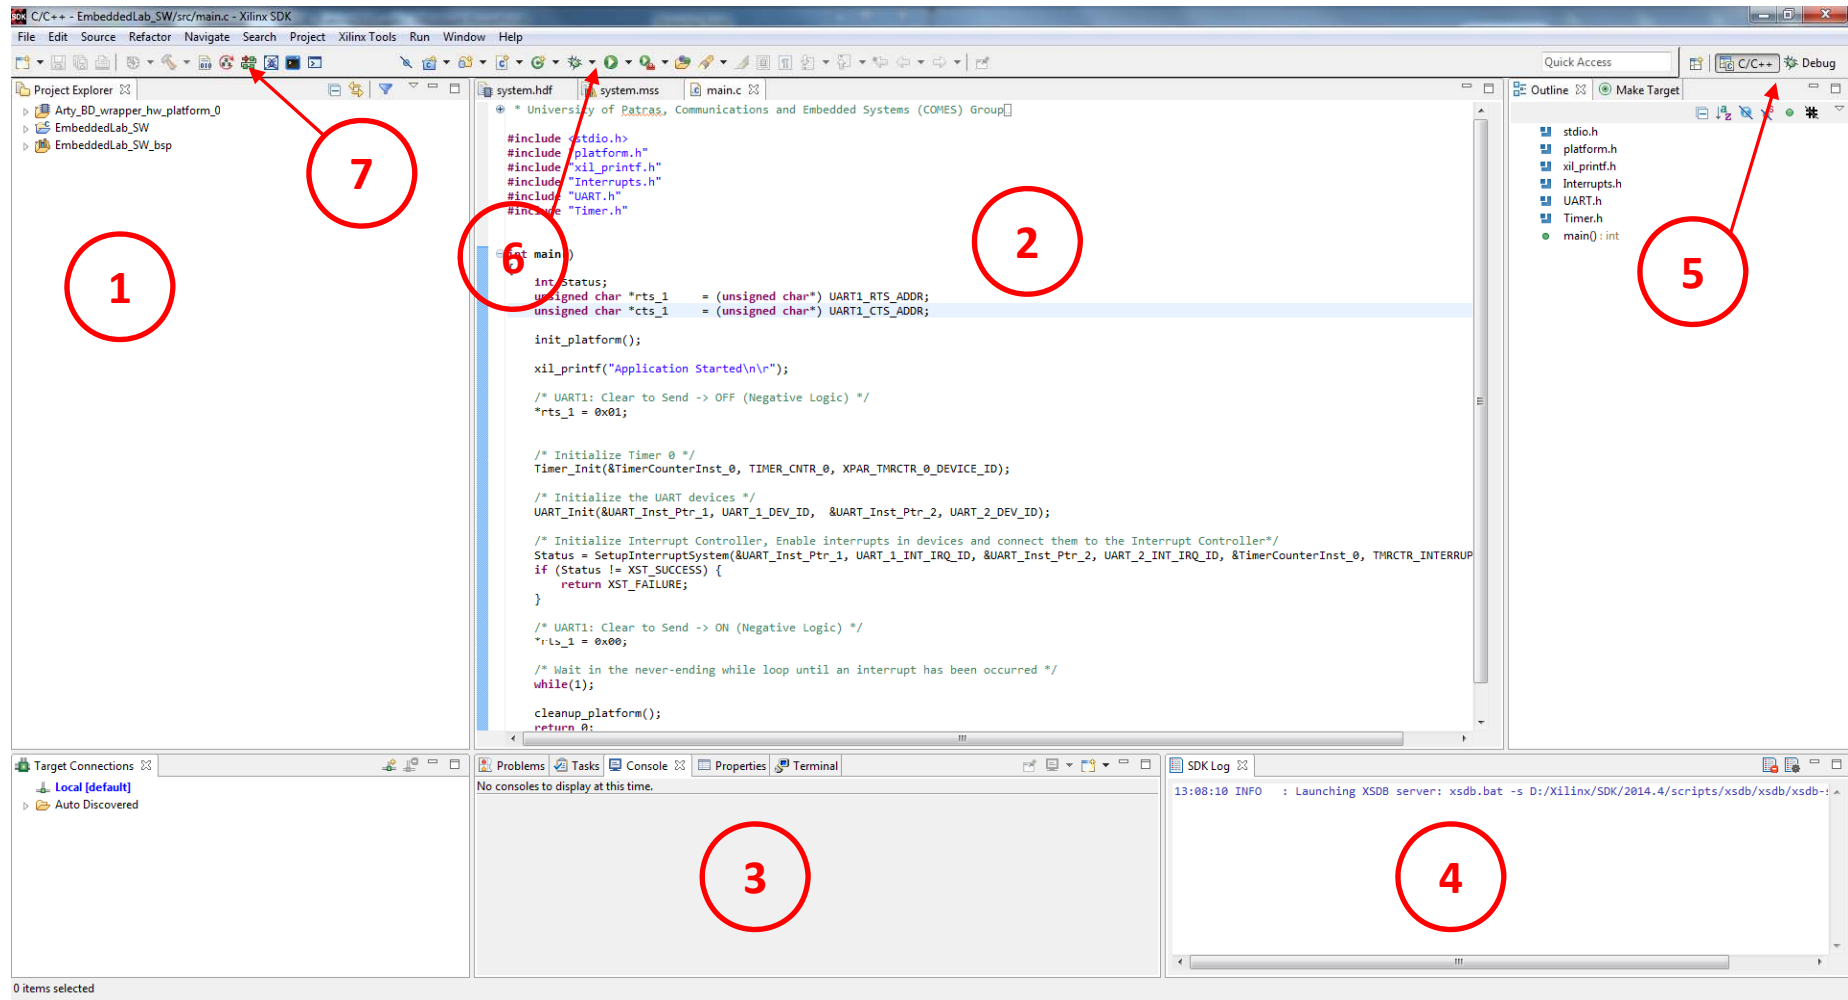 C/C++ - EmbeddedLab_SW/src/main.c - Xilinx SDK
File Edit Source Refactor Navigate Search Project Xilinx Tools Run Window Help
Quick Access
C/C++
Debug
Project Explorer
Arty_BD_wrapper_hw_platform_0
EmbeddedLab_SW
EmbeddedLab_SW_bsp
7
1
system.hdf
system.mss
main.c
* University of Patras, Communications and Embedded Systems (COMES) Group
#include <stdio.h>
#include "platform.h"
#include "xil_printf.h"
#include "Interrupts.h"
#include "UART.h"
#include "Timer.h"
6
2
int main()
{
int Status;
unsigned char *rts_1 = (unsigned char*) UART1_RTS_ADDR;
unsigned char *cts_1 = (unsigned char*) UART1_CTS_ADDR;
init_platform();
xil_printf("Application Started\n\r");
/* UART1: Clear to Send -> OFF (Negative Logic) */
*rts_1 = 0x01;
/* Initialize Timer 0 */
Timer_Init(&TimerCounterInst_0, TIMER_CNTR_0, XPAR_TMRCTR_0_DEVICE_ID);
/* Initialize the UART devices */
UART_Init(&UART_Inst_Ptr_1, UART_1_DEV_ID, &UART_Inst_Ptr_2, UART_2_DEV_ID);
/* Initialize Interrupt Controller, Enable interrupts in devices and connect them to the Interrupt Controller*/
Status = SetupInterruptSystem(&UART_Inst_Ptr_1, UART_1_INT_IRQ_ID, &UART_Inst_Ptr_2, UART_2_INT_IRQ_ID, &TimerCounterInst_0, TMRCTR_INTERRUP
if (Status != XST_SUCCESS) {
return XST_FAILURE;
}
/* UART1: Clear to Send -> ON (Negative Logic) */
*rts_1 = 0x00;
/* Wait in the never-ending while loop until an interrupt has been occurred */
while(1);
cleanup_platform();
return 0;
Outline
Make Target
stdio.h
platform.h
xil_printf.h
Interrupts.h
UART.h
Timer.h
main() : int
5
Target Connections
Local [default]
Auto Discovered
Problems Tasks Console Properties Terminal
No consoles to display at this time.
3
SDK Log
13:08:10 INFO : Launching XSDB server: xsdb.bat -s D:/Xilinx/SDK/2014.4/scripts/xsdb/xsdb/xsdb-s
4
0 items selected